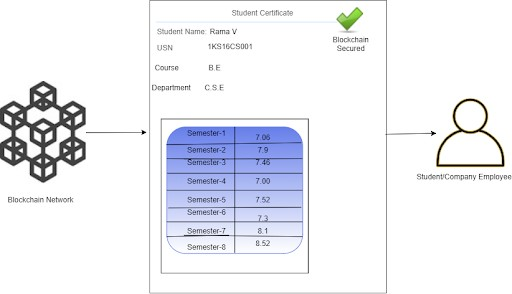 Student Certificate
Student Name: Rama V
Blockchain
Secured
USN 1KS16CS001
Course B.E
Department C.S.E
Semester-1 7.06
Semester-2 7.9
Semester-3 7.46
Semester-4 7.00
Semester-5 7.52
Semester-6 7.3
Semester-7 8.1
Semester-8 8.52
Blockchain Network
Student/Company Employee